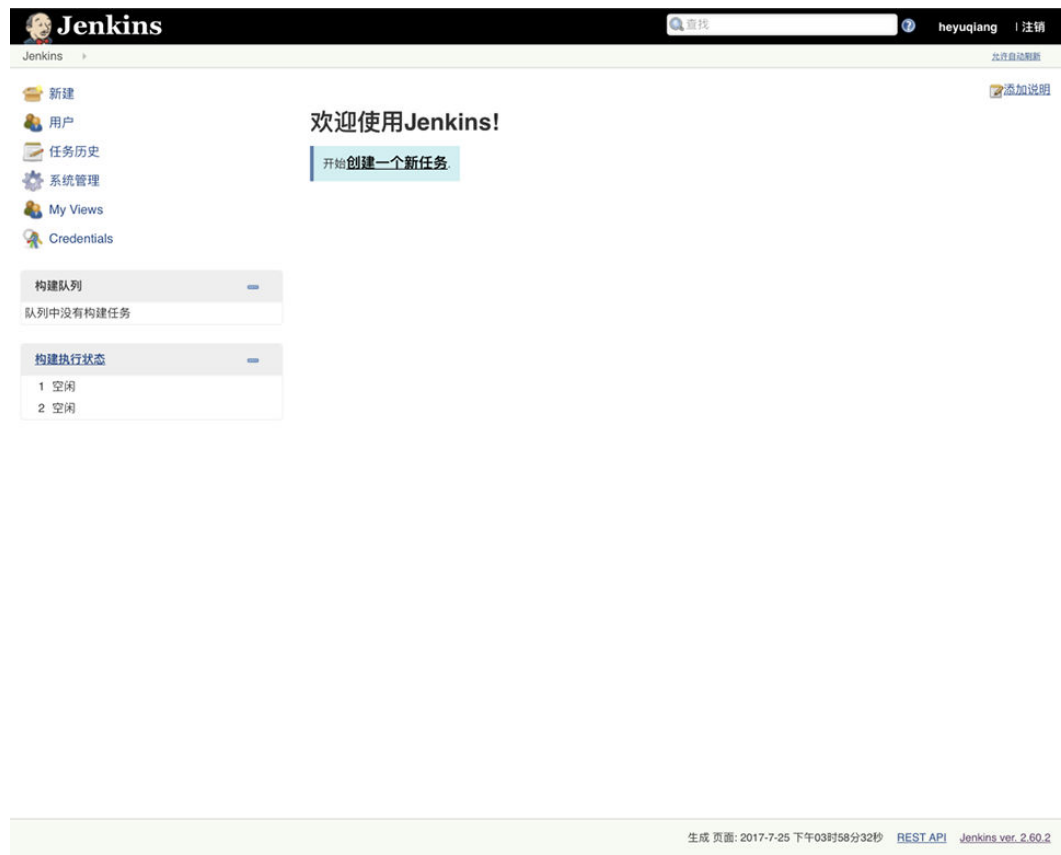 Jenkins
查找
heyuqiang | 注销
Jenkins
允许自动刷新
新建
用户
任务历史
系统管理
My Views
Credentials
添加说明
欢迎使用Jenkins!
开始创建一个新任务.
构建队列
队列中没有构建任务
构建执行状态
1 空闲
2 空闲
生成 页面: 2017-7-25 下午03时58分32秒 REST API Jenkins ver. 2.60.2